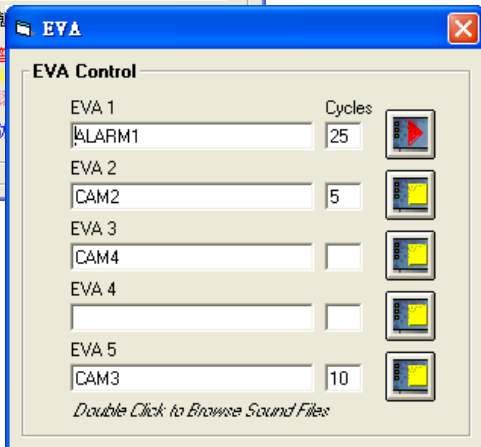 EVA
EVA Control
EVA 1 Cycles
ALARM1 25
EVA 2
CAM2 5
EVA 3
CAM4
EVA 4
EVA 5
CAM3 10
Double Click to Browse Sound Files